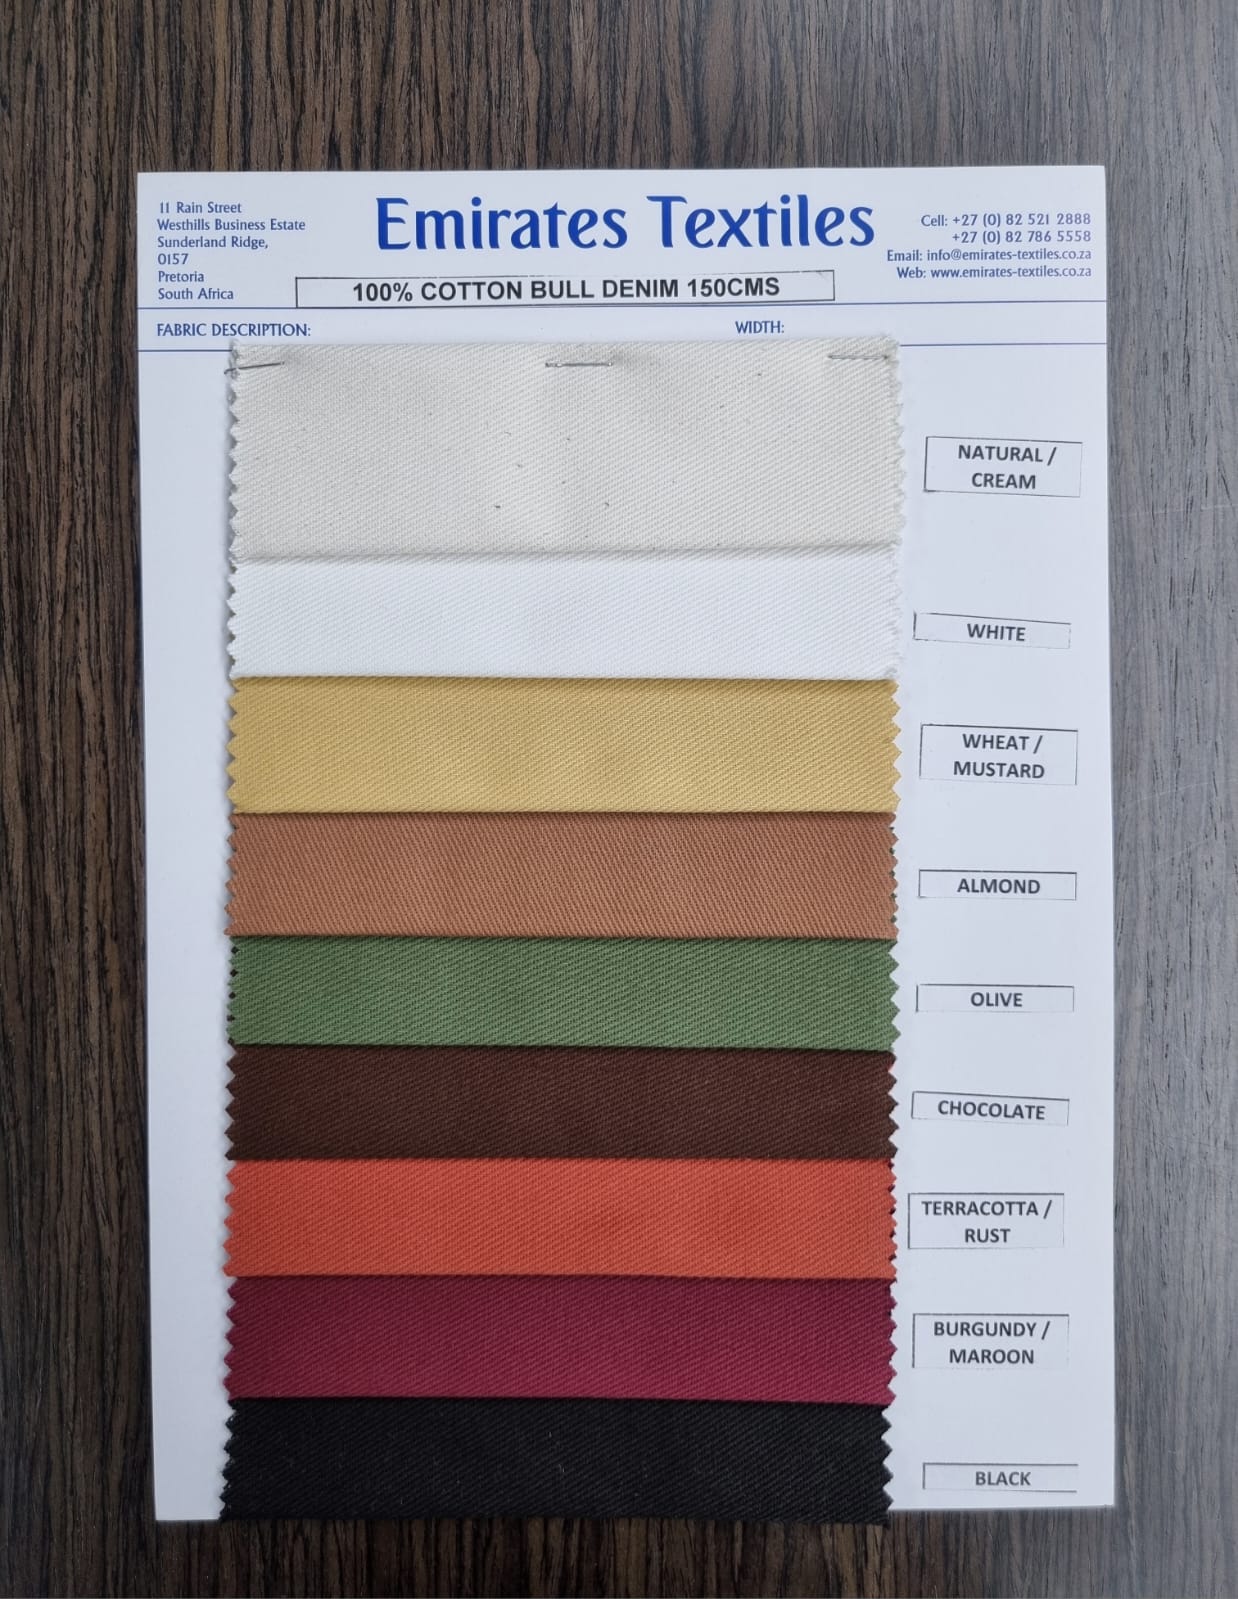 11 Rain Street
Westhills Business Estate
Sunderland Ridge,
0157
Pretoria
South Africa
Emirates Textiles
Cell: +27 (0) 82 521 2888
+27 (0) 82 786 5558
Email: info@emirates-textiles.co.za
Web: www.emirates-textiles.co.za
100% COTTON BULL DENIM 150CMS
FABRIC DESCRIPTION:
WIDTH:
NATURAL /
CREAM
WHITE
WHEAT /
MUSTARD
ALMOND
OLIVE
CHOCOLATE
TERRACOTTA /
RUST
BURGUNDY /
MAROON
BLACK